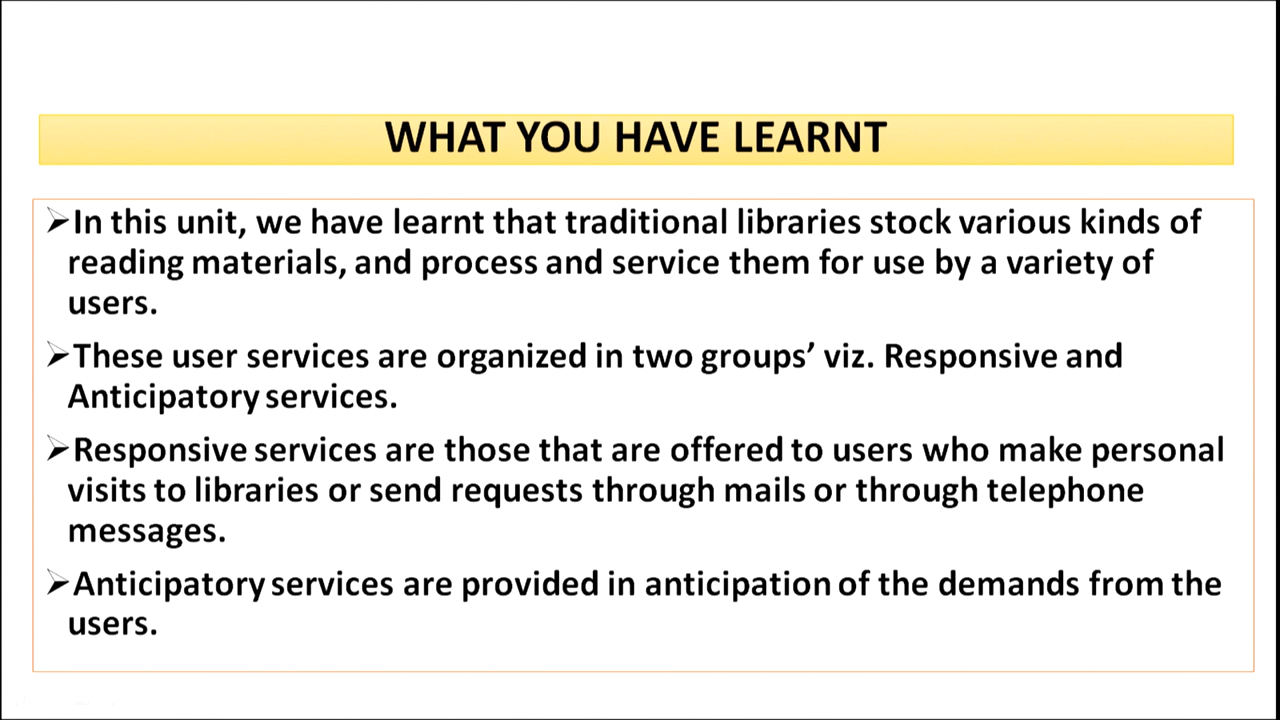 WHAT YOU HAVE LEARNT
➢In this unit, we have learnt that traditional libraries stock various kinds of
reading materials, and process and service them for use by a variety of
users.
➢These user services are organized in two groups’ viz. Responsive and
Anticipatory services.
➢Responsive services are those that are offered to users who make personal
visits to libraries or send requests through mails or through telephone
messages.
➢Anticipatory services are provided in anticipation of the demands from the
users.